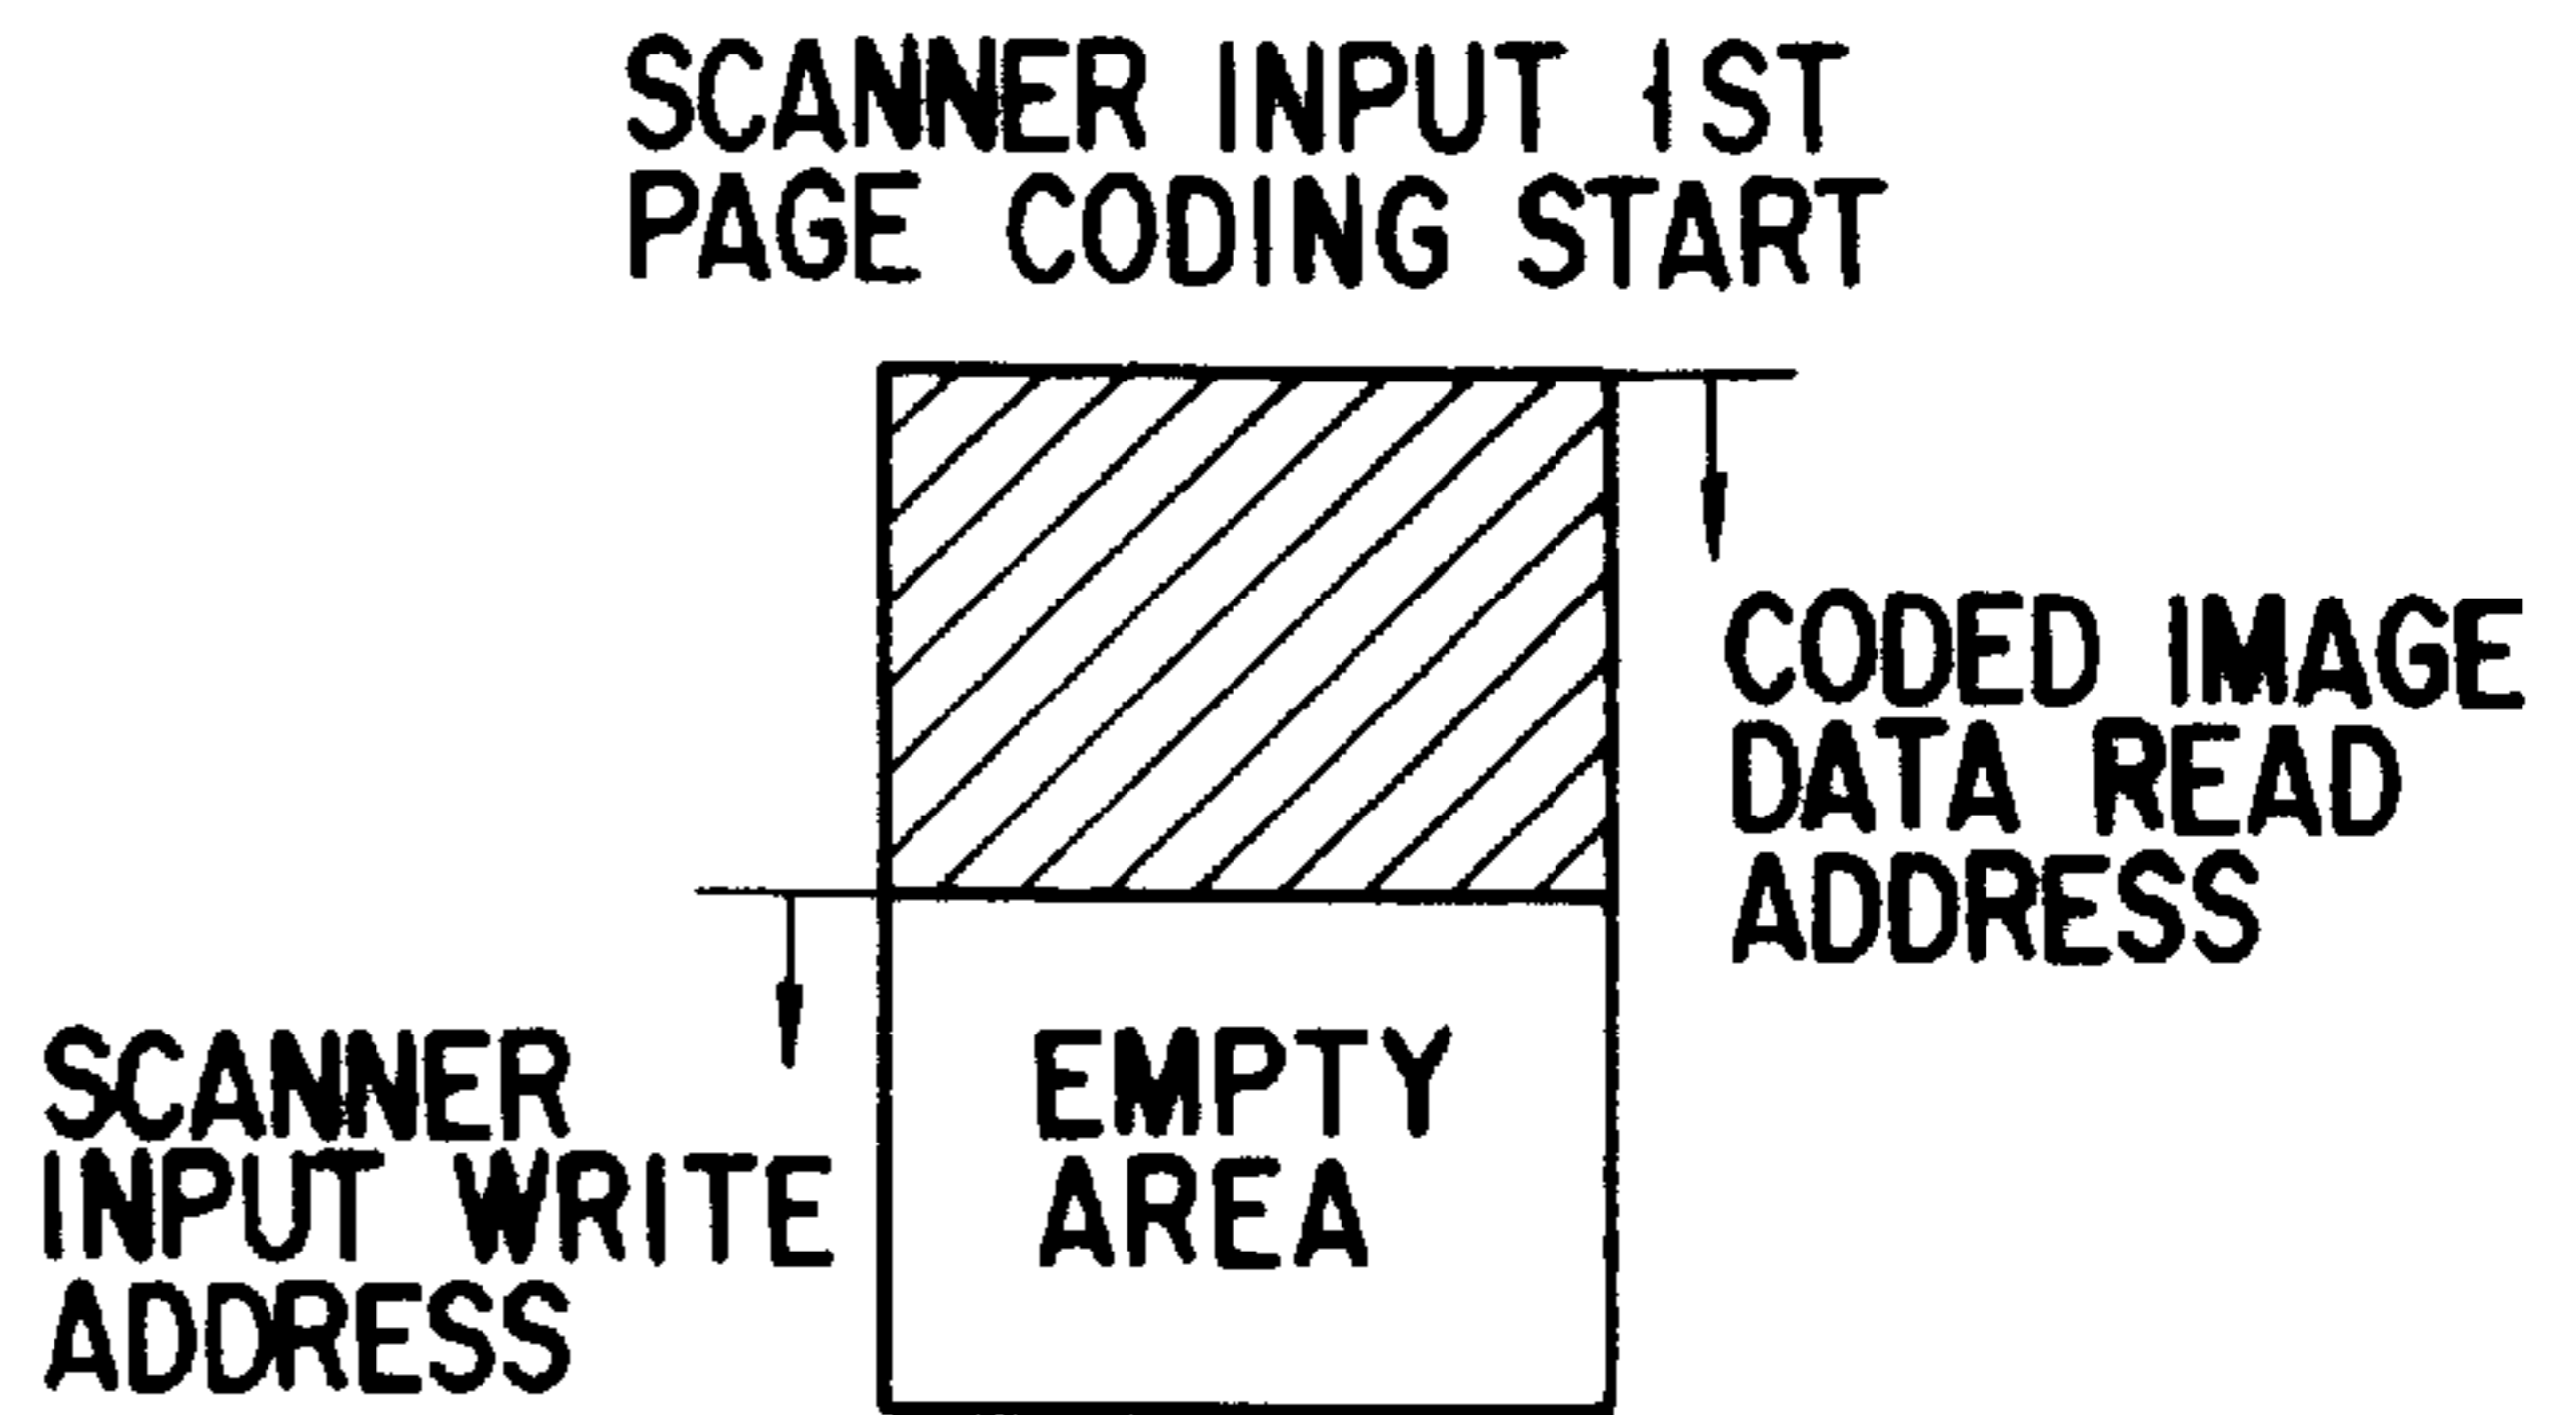 SCANNER INPUT 1ST
PAGE CODING START
CODED IMAGE
DATA READ
ADDRESS
SCANNER
INPUT WRITE
ADDRESS
EMPTY
AREA